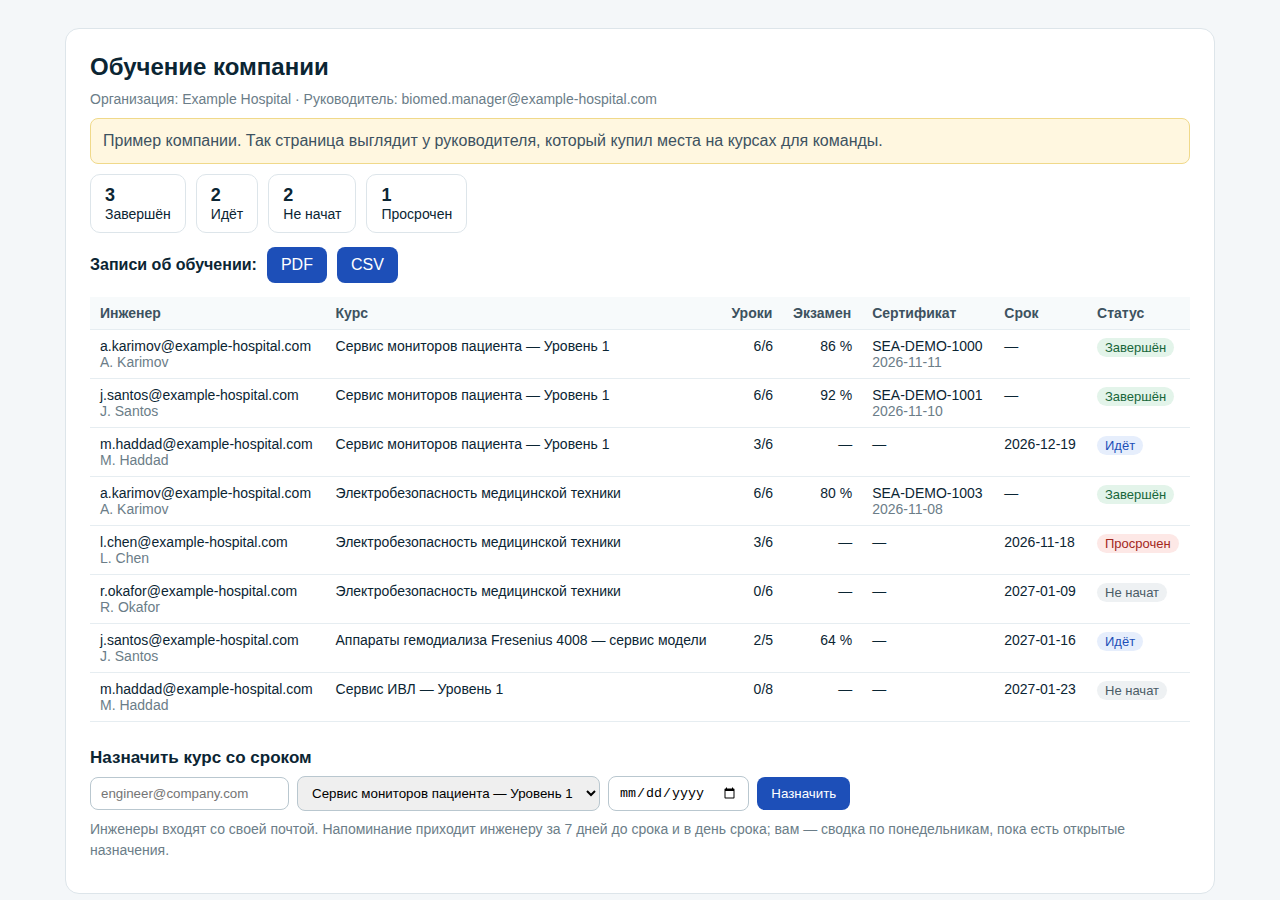 Обучение компании
Организация: Example Hospital · Руководитель: biomed.manager@example-hospital.com
Пример компании. Так страница выглядит у руководителя, который купил места на курсах для команды.
3 2 2 1
Завершён Идёт Не начат Просрочен
Записи об обучении: PDF CSV
Инженер Курс Уроки Экзамен Сертификат Срок Статус
a.karimov@example-hospital.com Сервис мониторов пациента — Уровень 1 6/6 86 % SEA-DEMO-1000 — Завершён
A. Karimov 2026-11-11
j.santos@example-hospital.com Сервис мониторов пациента — Уровень 1 6/6 92 % SEA-DEMO-1001 — Завершён
J. Santos 2026-11-10
m.haddad@example-hospital.com Сервис мониторов пациента — Уровень 1 3/6 — — 2026-12-19 Идёт
M. Haddad
a.karimov@example-hospital.com Электробезопасность медицинской техники 6/6 80 % SEA-DEMO-1003 — Завершён
A. Karimov 2026-11-08
l.chen@example-hospital.com Электробезопасность медицинской техники 3/6 — — 2026-11-18 Просрочен
L. Chen
r.okafor@example-hospital.com Электробезопасность медицинской техники 0/6 — — 2027-01-09 Не начат
R. Okafor
j.santos@example-hospital.com Аппараты гемодиализа Fresenius 4008 — сервис модели 2/5 64 % — 2027-01-16 Идёт
J. Santos
m.haddad@example-hospital.com Сервис ИВЛ — Уровень 1 0/8 — — 2027-01-23 Не начат
M. Haddad
Назначить курс со сроком
engineer@company.com Сервис мониторов пациента — Уровень 1 mm/dd/yyyy Назначить
Инженеры входят со своей почтой. Напоминание приходит инженеру за 7 дней до срока и в день срока; вам — сводка по понедельникам, пока есть открытые
назначения.